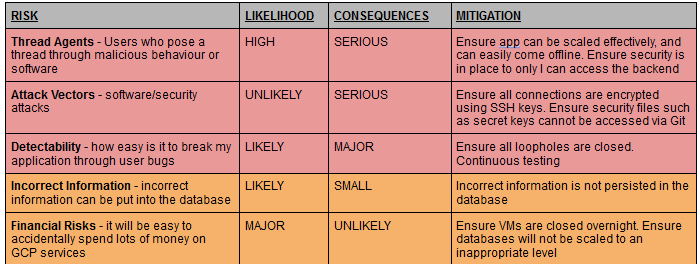 RISK LIKELIHOOD CONSEQUENCES MITIGATION
Thread Agents - Users who pose a HIGH SERIOUS Ensure app can be scaled effectively, and
thread through malicious behaviour or can easily come offline. Ensure security is
software in place to only I can access the backend
Attack Vectors - software/security UNLIKELY SERIOUS Ensure all connections are encrypted
attacks using SSH keys. Ensure security files such
as secret keys cannot be accessed via Git
Detectability - how easy is it to break my LIKELY MAJOR Ensure all loopholes are closed.
application through user bugs Continuous testing
Incorrect Information - incorrect LIKELY SMALL Incorrect information is not persisted in the
information can be put into the database database
Financial Risks - it will be easy to MAJOR UNLIKELY Ensure VMs are closed overnight. Ensure
accidentally spend lots of money on databases will not be scaled to an
GCP services inappropriate level